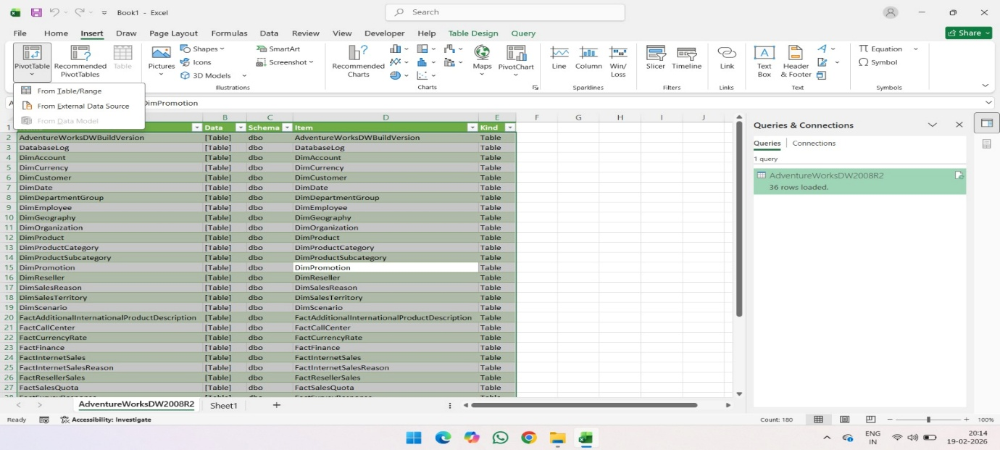 Book1 - Excel
Search
File Home Insert Draw Page Layout Formulas Data Review View Developer Help Table Design Query
Share
PivotTable
Recommended PivotTables
Table
Pictures
Shapes
Icons
3D Models
SmartArt
Screenshot
Illustrations
Recommended Charts
Maps
PivotChart
Charts
Line
Column
Win/ Loss
Sparklines
Slicer
Timeline
Filters
Link
Links
Text Box
Header & Footer
Text
Equation
Symbol
Symbols
From Table/Range
From External Data Source
From Data Model
DimPromotion
A B C D E F G H I J
1 Data Schema Item Kind
2 AdventureWorksDWBuildVersion [Table] dbo AdventureWorksDWBuildVersion Table
3 DatabaseLog [Table] dbo DatabaseLog Table
4 DimAccount [Table] dbo DimAccount Table
5 DimCurrency [Table] dbo DimCurrency Table
6 DimCustomer [Table] dbo DimCustomer Table
7 DimDate [Table] dbo DimDate Table
8 DimDepartmentGroup [Table] dbo DimDepartmentGroup Table
9 DimEmployee [Table] dbo DimEmployee Table
10 DimGeography [Table] dbo DimGeography Table
11 DimOrganization [Table] dbo DimOrganization Table
12 DimProduct [Table] dbo DimProduct Table
13 DimProductCategory [Table] dbo DimProductCategory Table
14 DimProductSubcategory [Table] dbo DimProductSubcategory Table
15 DimPromotion [Table] dbo DimPromotion Table
16 DimReseller [Table] dbo DimReseller Table
17 DimSalesReason [Table] dbo DimSalesReason Table
18 DimSalesTerritory [Table] dbo DimSalesTerritory Table
19 DimScenario [Table] dbo DimScenario Table
20 FactAdditionalInternationalProductDescription [Table] dbo FactAdditionalInternationalProductDescription Table
21 FactCallCenter [Table] dbo FactCallCenter Table
22 FactCurrencyRate [Table] dbo FactCurrencyRate Table
23 FactFinance [Table] dbo FactFinance Table
24 FactInternetSales [Table] dbo FactInternetSales Table
25 FactInternetSalesReason [Table] dbo FactInternetSalesReason Table
26 FactResellerSales [Table] dbo FactResellerSales Table
27 FactSalesQuota [Table] dbo FactSalesQuota Table
Queries & Connections
Queries | Connections
1 query
AdventureWorksDW2008R2
36 rows loaded.
AdventureWorksDW2008R2 Sheet1 +
Ready Accessibility: Investigate Count: 180 100%
ENG IN
20:14
19-02-2026